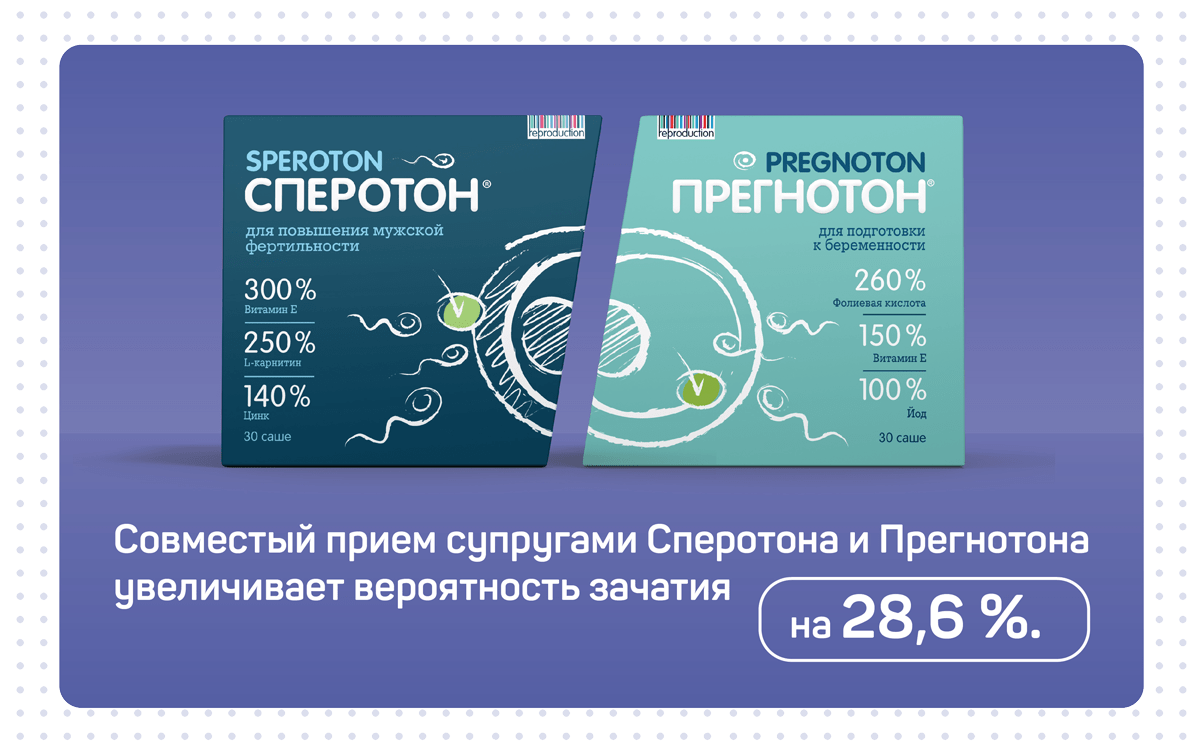 reproduction
SPEROTON
СПЕРОТОН®
для повышения мужской
фертильности
300%
Витамин Е
250%
L-карнитин
140%
Цинк
30 саше
reproduction
PREGNOTON
ПРЕГНОТОН®
для подготовки
к беременности
260%
Фолиевая кислота
150%
Витамин Е
100%
Йод
30 саше
Совместый прием супругами Сперотона и Прегнотона
увеличивает вероятность зачатия
на 28,6 %.